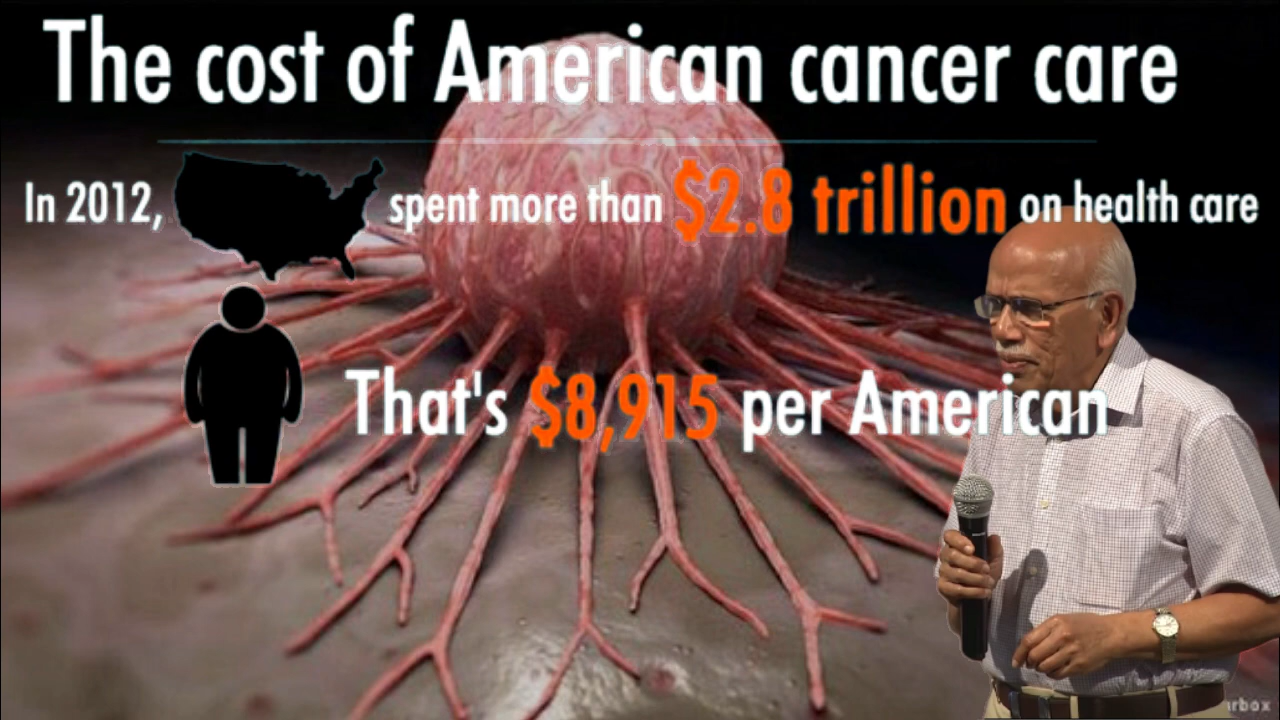 The cost of American cancer care
In 2012, spent more than $2.8 trillion on health care
That's $8,915 per American